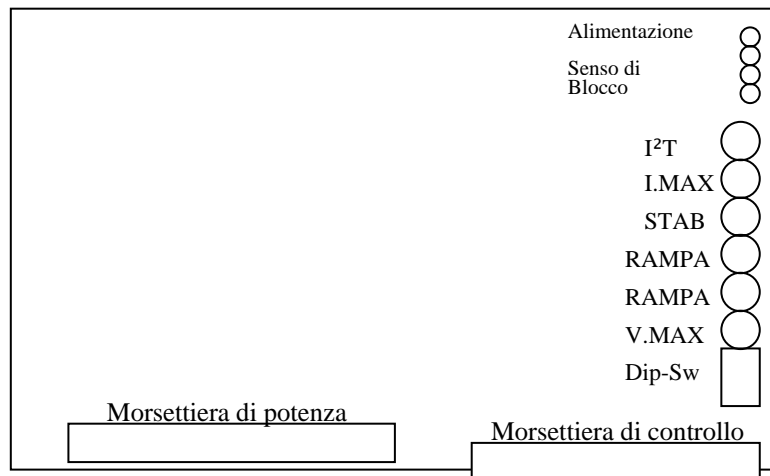 Alimentazione
Senso di
Blocco
I²T
I.MAX
STAB
RAMPA
RAMPA
V.MAX
Dip-Sw
Morsettiera di potenza
Morsettiera di controllo